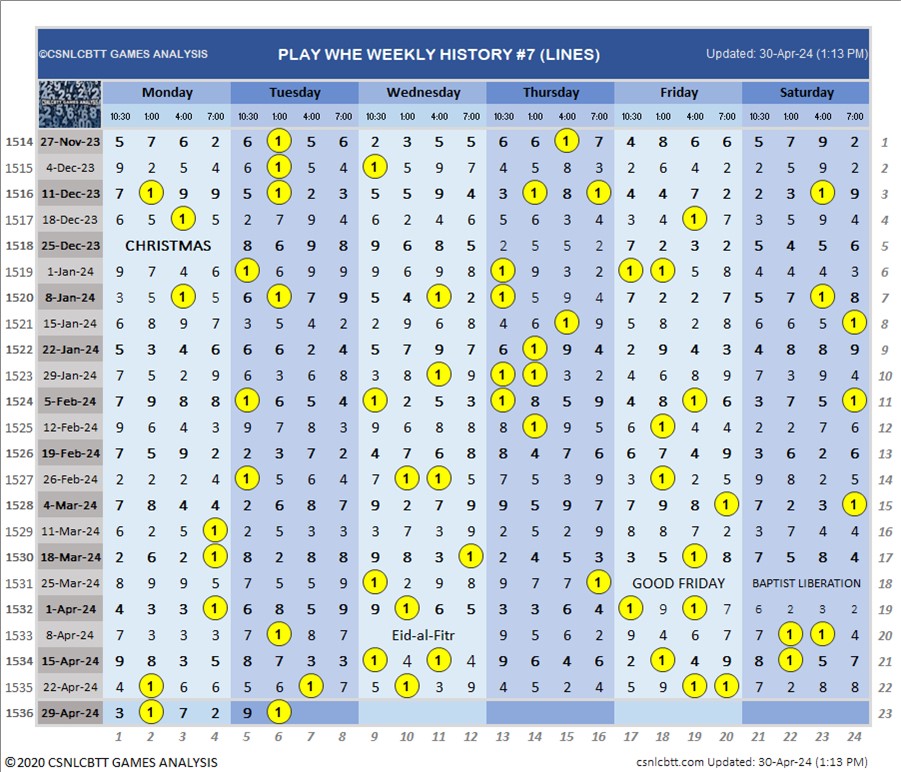 ©CSNLCBTT GAMES ANALYSIS PLAY WHE WEEKLY HISTORY #7 (LINES) Updated: 30-Apr-24 (1:13 PM)
Monday Tuesday Wednesday Thursday Friday Saturday
10:30 1:00 4:00 7:00 10:30 1:00 4:00 7:00 10:30 1:00 4:00 7:00 10:30 1:00 4:00 7:00 10:30 1:00 4:00 7:00 10:30 1:00 4:00 7:00
1514 27-Nov-23 5 7 6 2 6 1 5 6 2 3 5 5 6 6 1 7 4 8 6 6 5 7 9 2 1
1515 4-Dec-23 9 2 5 4 6 1 5 4 1 5 9 7 4 5 8 3 2 6 4 2 2 5 9 2 2
1516 11-Dec-23 7 1 9 9 5 1 2 3 5 5 9 4 3 1 8 1 4 4 7 2 2 3 1 9 3
1517 18-Dec-23 6 5 1 5 2 7 9 4 6 2 4 6 5 6 3 4 3 4 1 9 3 5 9 4 4
1518 25-Dec-23 CHRISTMAS 8 6 9 8 9 6 8 5 2 5 5 2 7 2 3 2 5 4 5 6 5
1519 1-Jan-24 9 7 4 6 1 6 9 9 9 6 9 8 1 9 3 2 1 1 5 8 4 4 4 3 6
1520 8-Jan-24 3 5 1 5 6 1 7 9 5 4 1 2 1 5 9 4 7 2 2 7 5 7 1 8 7
1521 15-Jan-24 6 8 9 7 3 5 4 2 2 9 6 8 4 6 1 9 5 8 2 8 6 6 5 1 8
1522 22-Jan-24 5 3 4 6 6 6 2 4 5 7 9 7 6 1 9 4 2 9 4 3 4 8 8 9 9
1523 29-Jan-24 7 5 2 9 6 3 6 8 3 8 1 9 1 1 3 2 4 6 8 9 7 3 9 4 10
1524 5-Feb-24 7 9 8 8 1 6 5 4 1 2 5 3 1 8 5 9 4 8 1 6 3 7 5 1 11
1525 12-Feb-24 9 6 4 3 9 7 8 3 9 6 8 8 8 1 9 5 6 1 4 4 2 2 7 6 12
1526 19-Feb-24 7 5 9 2 2 3 7 2 4 7 6 8 8 4 7 6 6 7 4 9 3 6 2 6 13
1527 26-Feb-24 2 2 2 4 1 5 6 4 7 1 1 5 7 5 3 9 3 1 2 5 9 8 2 5 14
1528 4-Mar-24 7 8 4 4 2 6 8 7 9 2 7 9 9 5 9 7 7 9 8 1 7 2 3 1 15
1529 11-Mar-24 6 2 5 1 2 5 3 3 3 7 3 9 2 5 2 9 8 8 7 2 3 7 4 4 16
1530 18-Mar-24 2 6 2 1 8 2 8 8 9 8 3 1 2 4 5 3 3 5 1 8 7 5 8 4 17
1531 25-Mar-24 8 9 9 5 7 5 5 9 1 2 9 8 9 7 7 1 GOOD FRIDAY BAPTIST LIBERATION 18
1532 1-Apr-24 4 3 3 1 6 8 5 9 9 1 6 5 3 3 6 4 1 9 1 7 6 2 3 2 19
1533 8-Apr-24 7 3 3 3 7 1 8 7 Eid-al-Fitr 9 5 6 2 9 4 6 7 7 1 1 4 20
1534 15-Apr-24 9 8 3 5 8 7 3 3 1 4 1 4 9 6 4 6 2 1 4 9 8 1 5 7 21
1535 22-Apr-24 4 1 6 6 5 6 1 7 5 1 3 9 4 5 2 4 5 9 1 1 7 2 8 8 22
1536 29-Apr-24 3 1 7 2 9 1 23
1 2 3 4 5 6 7 8 9 10 11 12 13 14 15 16 17 18 19 20 21 22 23 24
©2020 CSNLCBTT GAMES ANALYSIS csnlcbtt.com Updated: 30-Apr-24 (1:13 PM)